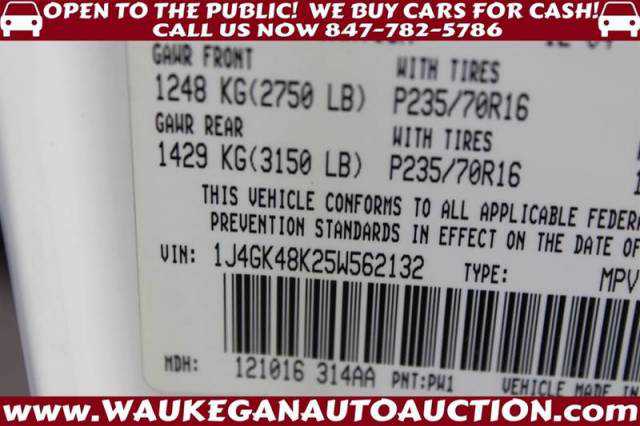 OPEN TO THE PUBLIC! WE BUY CARS FOR CASH!
CALL US NOW 847-782-5786
GAWR FRONT WITH TIRES
1248 KG(2750 LB) P235/70R16
GAWR REAR WITH TIRES
1429 KG(3150 LB) P235/70R16
THIS VEHICLE CONFORMS TO ALL APPLICABLE FEDERA
PREVENTION STANDARDS IN EFFECT ON THE DATE OF
VIN: 1J4GK48K25W562132 TYPE: MPV
MDH: 121016 314AA PNT:PW1 VEHICLE MADE IN
WWW.WAUKEGANAUTOAUCTION.COM